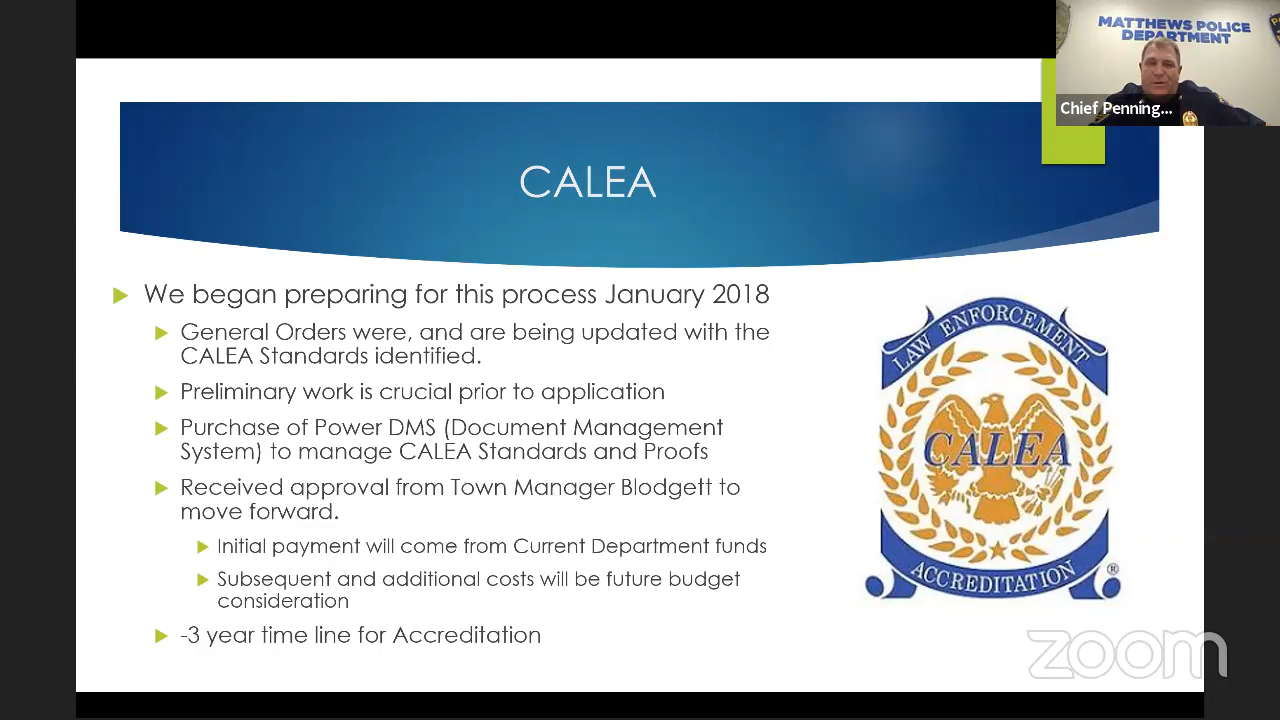 MATTHEWS POLICE
DEPARTMENT
Chief Penning...
CALEA
We began preparing for this process January 2018
General Orders were, and are being updated with the
CALEA Standards identified.
Preliminary work is crucial prior to application
Purchase of Power DMS (Document Management
System) to manage CALEA Standards and Proofs
Received approval from Town Manager Blodgett to
move forward.
Initial payment will come from Current Department funds
Subsequent and additional costs will be future budget
consideration
-3 year time line for Accreditation
LAW ENFORCEMENT
CALEA
ACCREDITATION
®
zoom